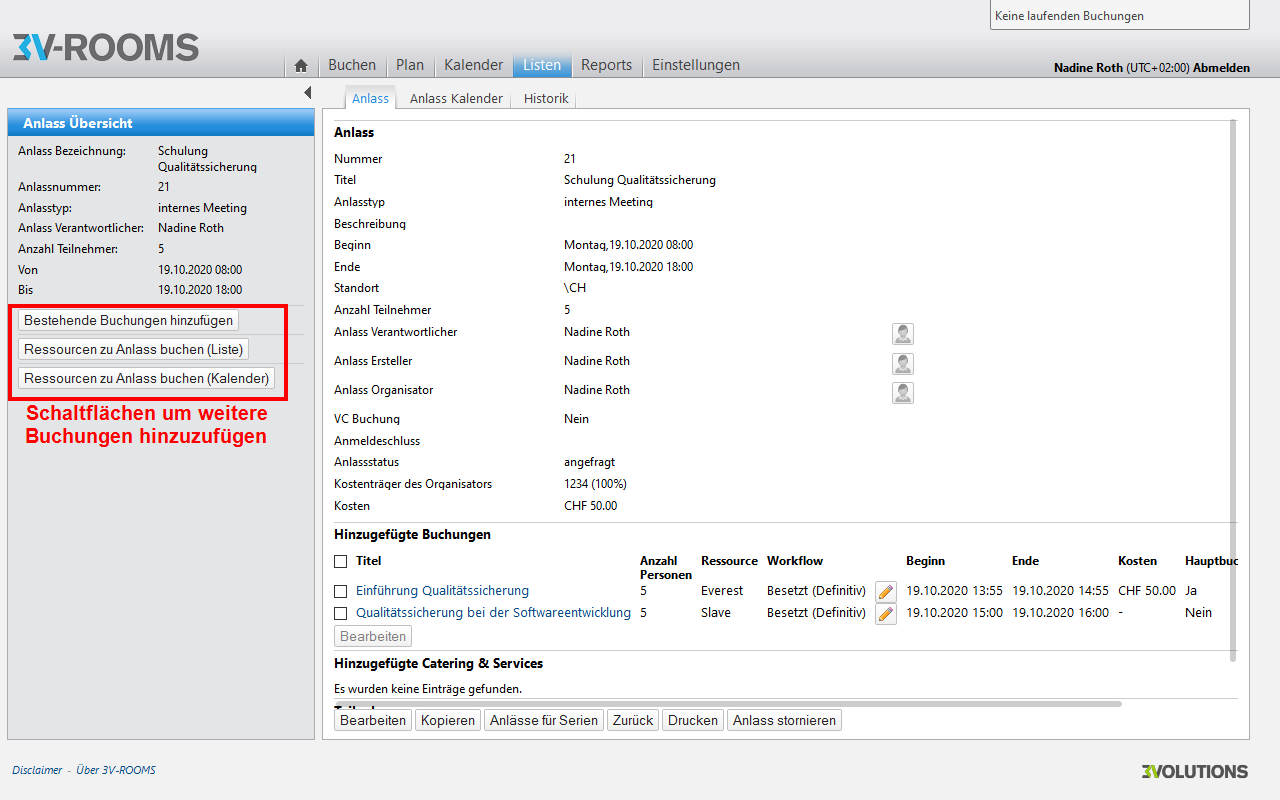 Keine laufenden Buchungen
3V-ROOMS
Buchen Plan Kalender Listen Reports Einstellungen
Nadine Roth (UTC+02:00) Abmelden
Anlass Anlass Kalender Historik
Anlass Übersicht
Anlass Bezeichnung: Schulung
Qualitätssicherung
Anlassnummer: 21
Anlasstyp: internes Meeting
Anlass Verantwortlicher: Nadine Roth
Anzahl Teilnehmer: 5
Von 19.10.2020 08:00
Bis 19.10.2020 18:00
Bestehende Buchungen hinzufügen
Ressourcen zu Anlass buchen (Liste)
Ressourcen zu Anlass buchen (Kalender)
Schaltflächen um weitere
Buchungen hinzuzufügen
Anlass
Nummer 21
Titel Schulung Qualitätssicherung
Anlasstyp internes Meeting
Beschreibung
Beginn Montag,19.10.2020 08:00
Ende Montag,19.10.2020 18:00
Standort \CH
Anzahl Teilnehmer 5
Anlass Verantwortlicher Nadine Roth
Anlass Ersteller Nadine Roth
Anlass Organisator Nadine Roth
VC Buchung Nein
Anmeldeschluss
Anlassstatus angefragt
Kostenträger des Organisators 1234 (100%)
Kosten CHF 50.00
Hinzugefügte Buchungen
Titel Anzahl Personen Ressource Workflow Beginn Ende Kosten Hauptbuc
Einführung Qualitätssicherung 5 Everest Besetzt (Definitiv) 19.10.2020 13:55 19.10.2020 14:55 CHF 50.00 Ja
Qualitätssicherung bei der Softwareentwicklung 5 Slave Besetzt (Definitiv) 19.10.2020 15:00 19.10.2020 16:00 - Nein
Bearbeiten
Hinzugefügte Catering & Services
Es wurden keine Einträge gefunden.
Bearbeiten Kopieren Anlässe für Serien Zurück Drucken Anlass stornieren
Disclaimer - Über 3V-ROOMS
3VOLUTIONS